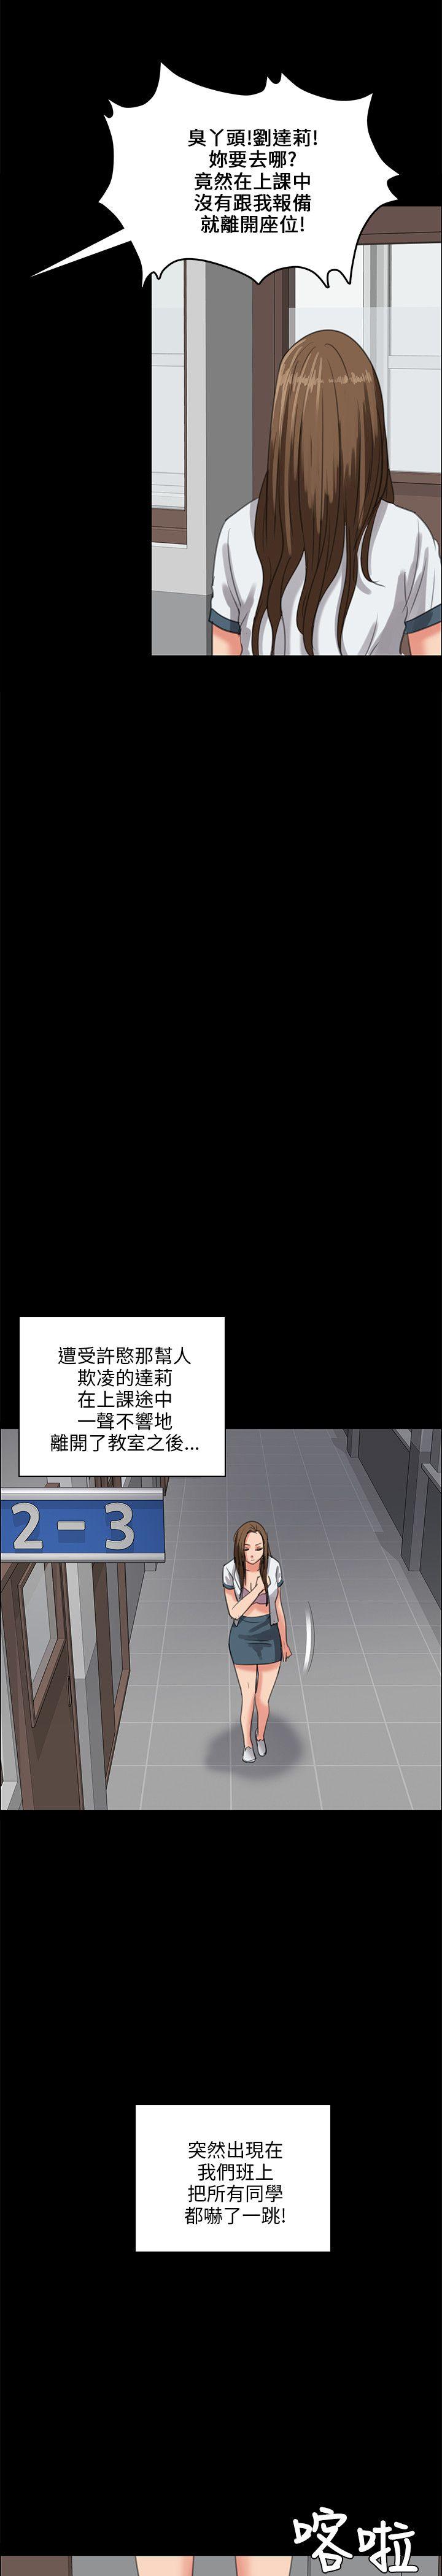 臭丫頭!劉達莉!
妳要去哪?
竟然在上課中
沒有跟我報備
就離開座位!
遭受許愍那幫人
欺凌的達莉
在上課途中
一聲不響地
離開了教室之後...
2-3
突然出現在
我們班上
把所有同學
都嚇了一跳!
喀啦